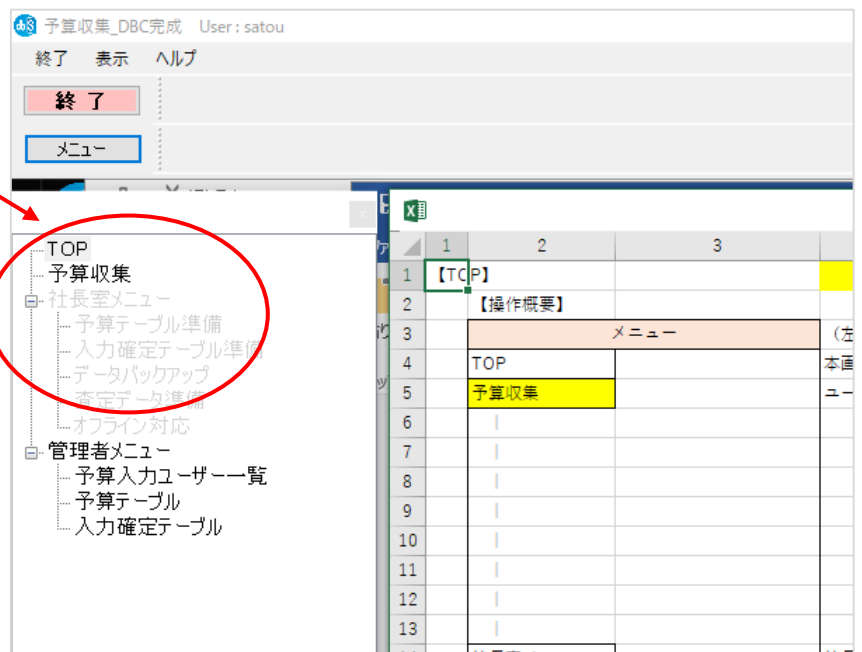 予算収集_DBC完成 User : satou
終了 表示 ヘルプ
終 了
メニュー
TOP
予算収集
社長室メニュー
予算テーブル準備
入力確定テーブル準備
データバックアップ
査定データ準備
オフライン対応
管理者メニュー
予算入力ユーザー一覧
予算テーブル
入力確定テーブル
1 2 3
1 【TOP】
2 【操作概要】
3 メニュー （左
4 TOP 本画
5 予算収集 ュー
6
7
8
9
10
11
12
13